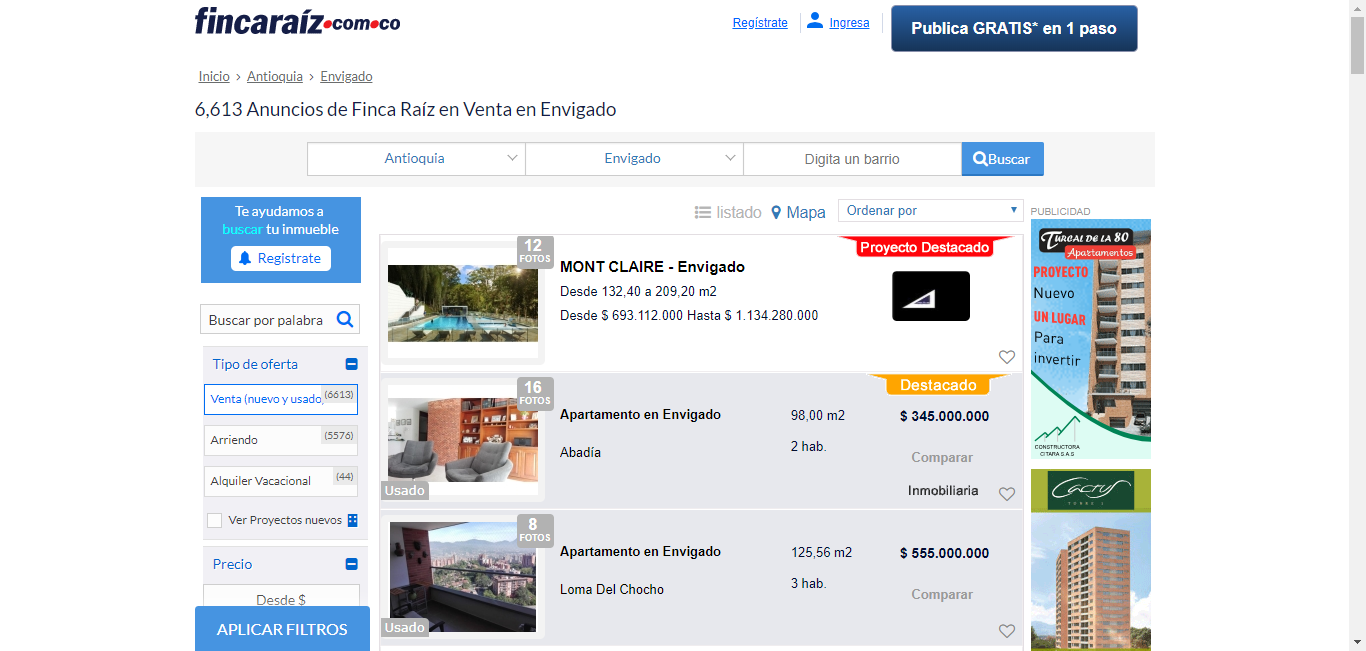 fincaraíz.com.co
Regístrate
Ingresa
Publica GRATIS* en 1 paso
Inicio > Antioquia > Envigado
6,613 Anuncios de Finca Raíz en Venta en Envigado
Antioquia
Envigado
Digita un barrio
Buscar
Te ayudamos a
buscar tu inmueble
Registrate
Buscar por palabra
Tipo de oferta
Venta (nuevo y usado)
(6613)
Arriendo
(5576)
Alquiler Vacacional
(44)
Ver Proyectos nuevos
Precio
Desde $
APLICAR FILTROS
listado
Mapa
Ordenar por
12
FOTOS
MONT CLAIRE - Envigado
Desde 132,40 a 209,20 m2
Desde $ 693.112.000 Hasta $ 1.134.280.000
Proyecto Destacado
16
FOTOS
Usado
Apartamento en Envigado
Abadía
98,00 m2
2 hab.
Destacado
$ 345.000.000
Comparar
Inmobiliaria
8
FOTOS
Usado
Apartamento en Envigado
Loma Del Chocho
125,56 m2
3 hab.
$ 555.000.000
Comparar
PUBLICIDAD
TURCAL DE LA 80
Apartamentos
PROYECTO
Nuevo
UN LUGAR
Para
invertir
CONSTRUCTORA
CITARA S.A.S
Cactus
TORRE 2